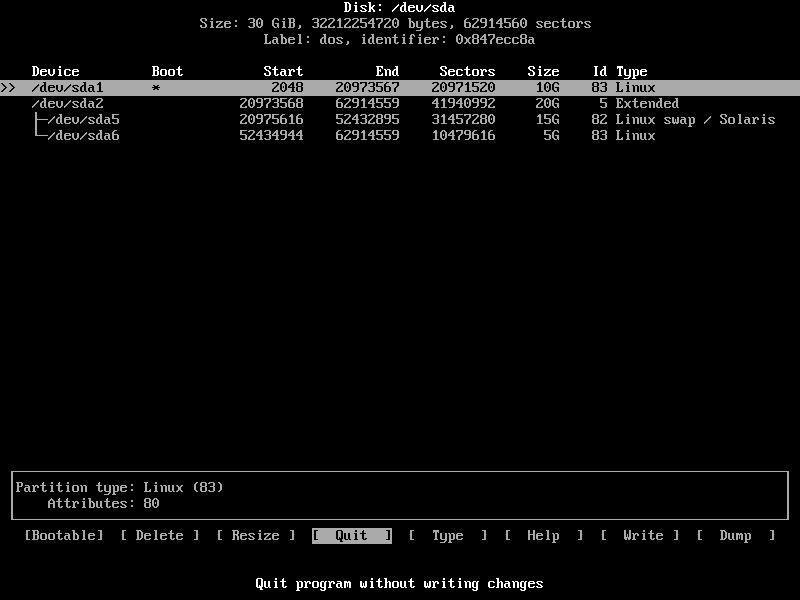 Disk: /dev/sda
Size: 30 GiB, 32212254720 bytes, 62914560 sectors
Label: dos, identifier: 0x847ecc8a
Device Boot Start End Sectors Size Id Type
>> /dev/sda1 * 2048 20973567 20971520 10G 83 Linux
/dev/sda2 20973568 62914559 41940992 20G 5 Extended
├─/dev/sda5 20975616 52432895 31457280 15G 82 Linux swap / Solaris
└─/dev/sda6 52434944 62914559 10479616 5G 83 Linux
Partition type: Linux (83)
Attributes: 80
[Bootable] [ Delete ] [ Resize ] [ Quit ] [ Type ] [ Help ] [ Write ] [ Dump ]
Quit program without writing changes